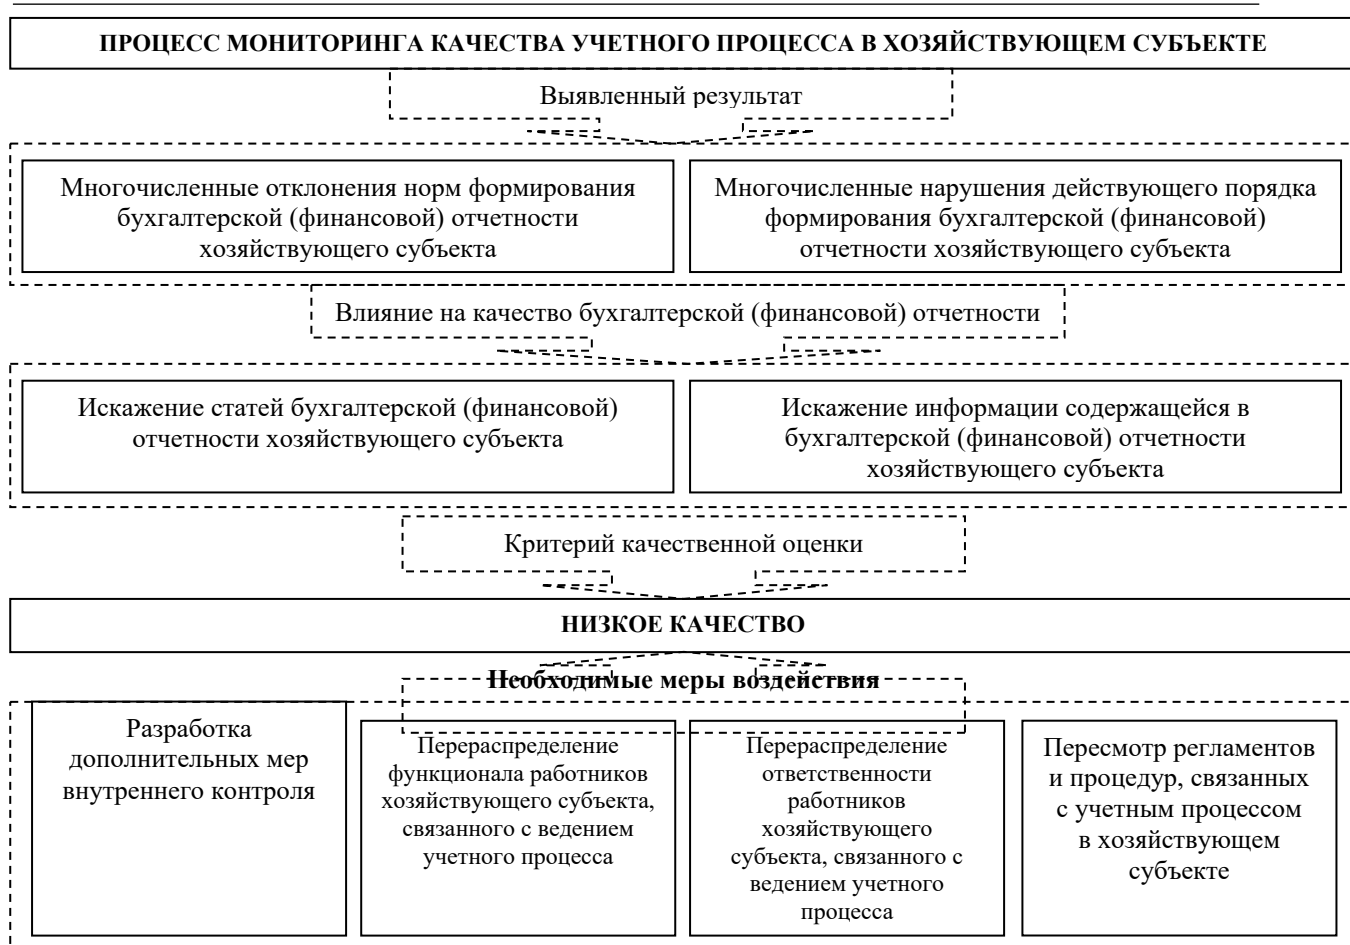 ПРОЦЕСС МОНИТОРИНГА КАЧЕСТВА УЧЕТНОГО ПРОЦЕССА В ХОЗЯЙСТВУЮЩЕМ СУБЪЕКТЕ
Выявленный результат
Многочисленные отклонения норм формирования
бухгалтерской (финансовой) отчетности
хозяйствующего субъекта
Многочисленные нарушения действующего порядка
формирования бухгалтерской (финансовой)
отчетности хозяйствующего субъекта
Влияние на качество бухгалтерской (финансовой) отчетности
Искажение статей бухгалтерской (финансовой)
отчетности хозяйствующего субъекта
Искажение информации содержащейся в
бухгалтерской (финансовой) отчетности
хозяйствующего субъекта
Критерий качественной оценки
НИЗКОЕ КАЧЕСТВО
Необходимые меры воздействия
Разработка
дополнительных мер
внутреннего контроля
Перераспределение
функционала работников
хозяйствующего субъекта,
связанного с ведением
учетного процесса
Перераспределение
ответственности
работников
хозяйствующего
субъекта, связанного с
ведением учетного
процесса
Пересмотр регламентов
и процедур, связанных
с учетным процессом
в хозяйствующем
субъекте